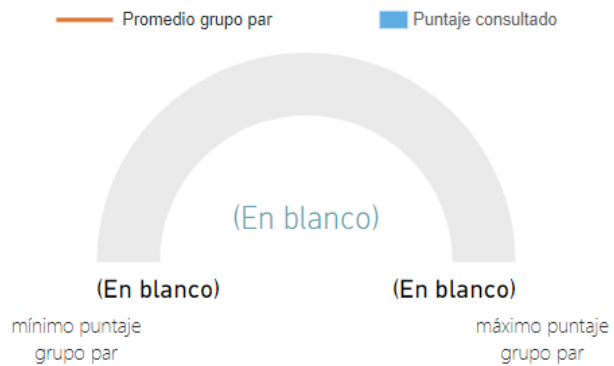 Promedio grupo par
Puntaje consultado
(En blanco)
(En blanco)
(En blanco)
mínimo puntaje
grupo par
máximo puntaje
grupo par